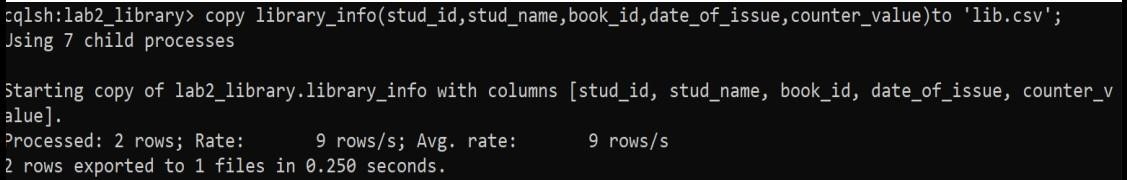 cqlsh:lab2_library> copy library_info(stud_id,stud_name,book_id,date_of_issue,counter_value)to 'lib.csv';
Using 7 child processes
Starting copy of lab2_library.library_info with columns [stud_id, stud_name, book_id, date_of_issue, counter_v
alue].
Processed: 2 rows; Rate:       9 rows/s; Avg. rate:       9 rows/s
2 rows exported to 1 files in 0.250 seconds.